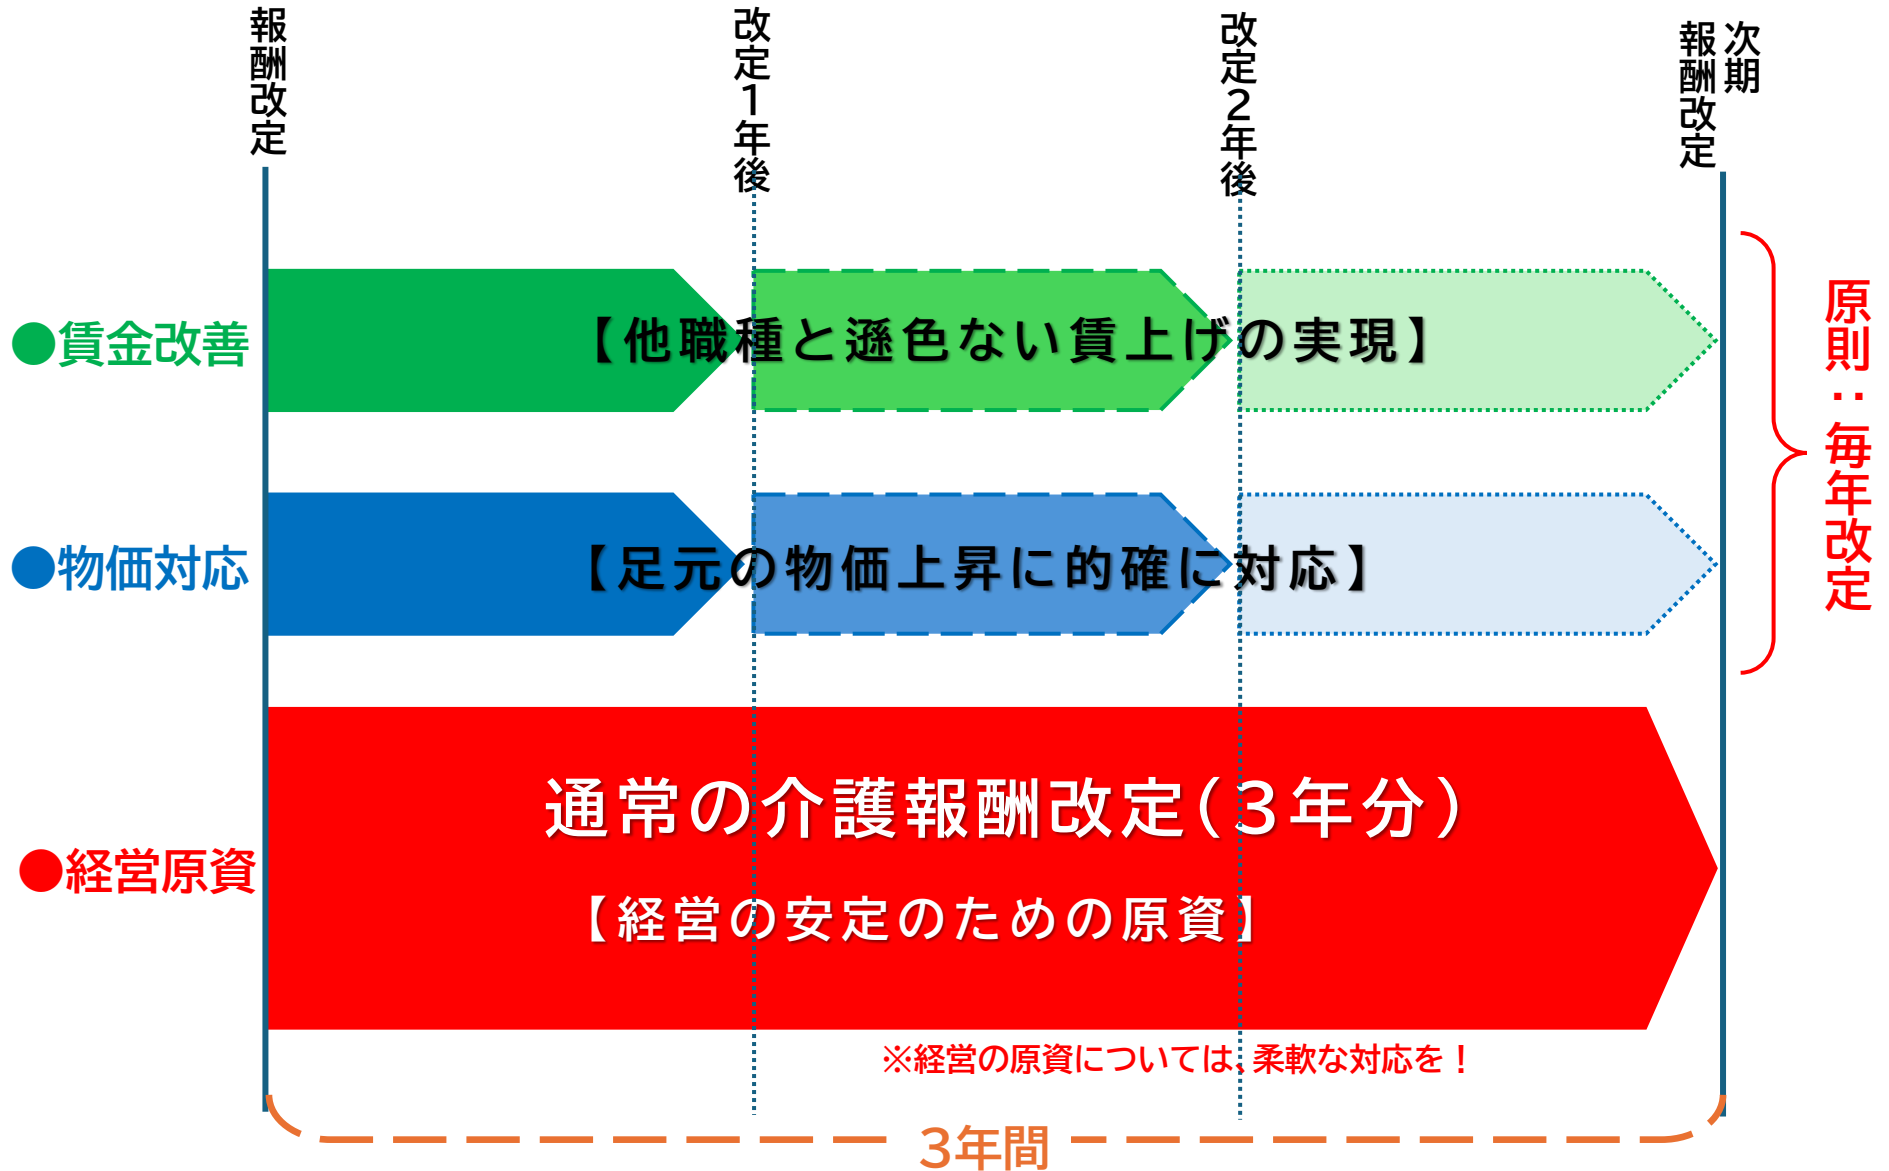 報酬改定
改定１年後
改定２年後
次期
報酬改定
●賃金改善
【他職種と遜色ない賃上げの実現】
●物価対応
【足元の物価上昇に的確に対応】
原則：毎年改定
●経営原資
通常の介護報酬改定（３年分）
【経営の安定のための原資】
※経営の原資については、柔軟な対応を！
３年間